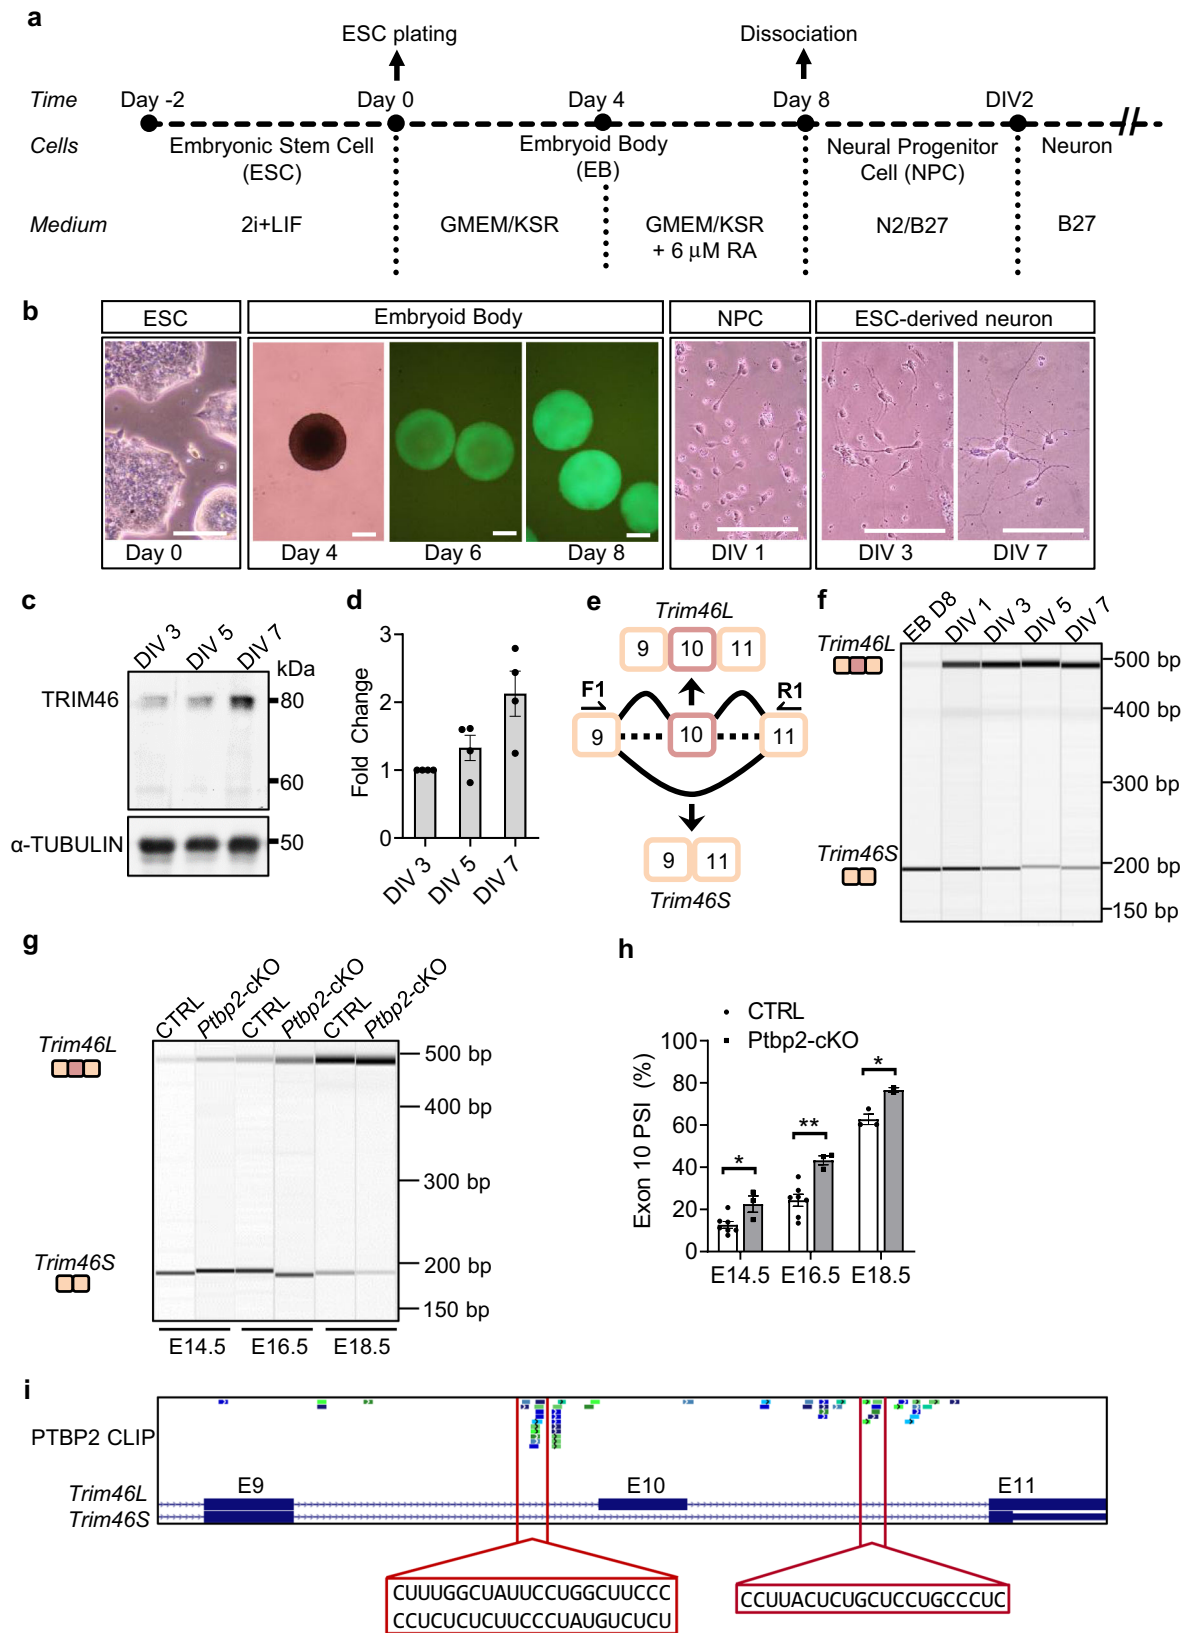 a
ESC plating
Dissociation
Time Day -2 Day 0 Day 4 Day 8 DIV2
Cells Embryonic Stem Cell (ESC) Embryoid Body (EB) Neural Progenitor Cell (NPC) Neuron
Medium 2i+LIF GMEM/KSR GMEM/KSR + 6 μM RA N2/B27 B27
b
ESC Embryoid Body NPC ESC-derived neuron
Day 0 Day 4 Day 6 Day 8 DIV 1 DIV 3 DIV 7
c
DIV 3 DIV 5 DIV 7
kDa
TRIM46 80
60
α-TUBULIN 50
d
Fold Change
3
2
1
0
DIV 3 DIV 5 DIV 7
e
Trim46L
9 10 11
F1 R1
9 10 11
9 11
Trim46S
f
EB D8 DIV 1 DIV 3 DIV 5 DIV 7
Trim46L
500 bp
400 bp
300 bp
Trim46S
200 bp
150 bp
g
CTRL Ptbp2-cKO CTRL Ptbp2-cKO CTRL Ptbp2-cKO
Trim46L
500 bp
400 bp
300 bp
Trim46S
200 bp
150 bp
E14.5 E16.5 E18.5
h
CTRL
Ptbp2-cKO
Exon 10 PSI (%)
100
80
60
40
20
0
* ** *
E14.5 E16.5 E18.5
i
PTBP2 CLIP
E9 E10 E11
Trim46L
Trim46S
CUUUGGCUAUUCCUGGCUUCCC
CCUCUCUCUUCCCUAUGUCUCU
CCUUACUCUGCUCCUGCCCUC